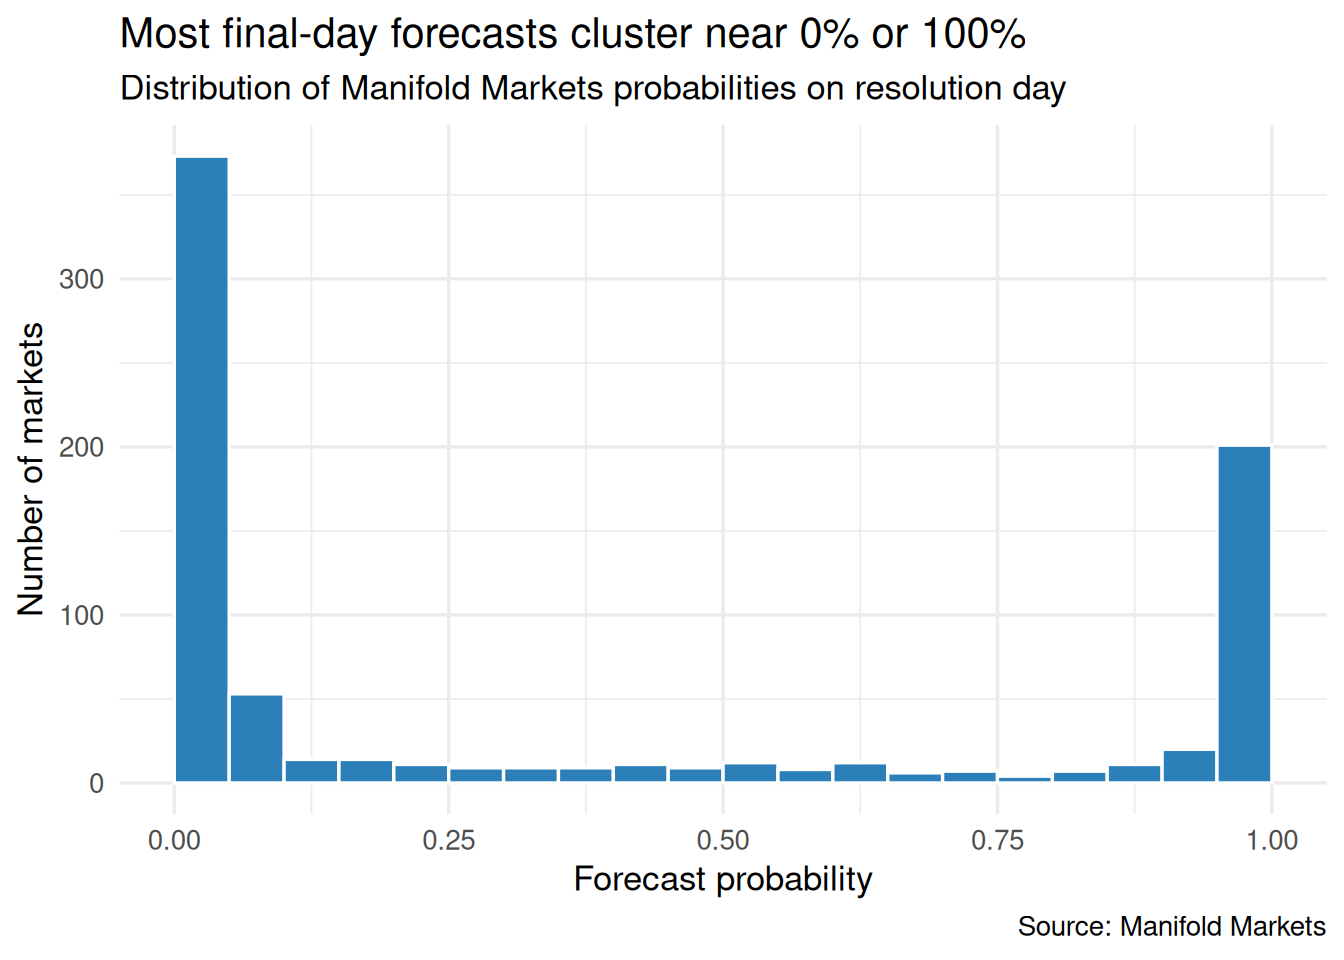 Most final-day forecasts cluster near 0% or 100%
Distribution of Manifold Markets probabilities on resolution day
Number of markets
300
200
100
0
0.00 0.25 0.50 0.75 1.00
Forecast probability
Source: Manifold Markets